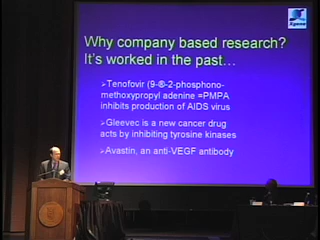 Why company based research?
It's worked in the past…
➢Tenofovir (9-®-2-phosphono-
methoxypropyl adenine =PMPA
inhibits production of AIDS virus
➢Gleevec is a new cancer drug
acts by inhibiting tyrosine kinases
➢Avastin, an anti-VEGF antibody